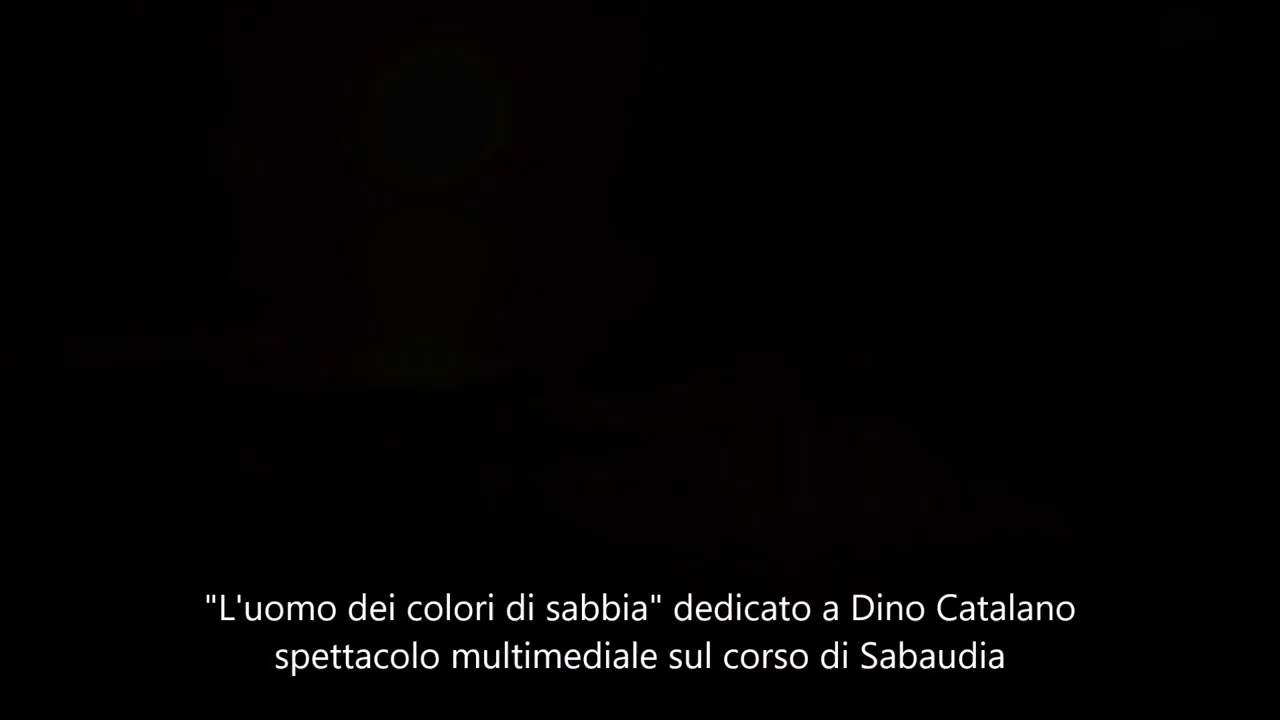 "L'uomo dei colori di sabbia" dedicato a Dino Catalano
spettacolo multimediale sul corso di Sabaudia